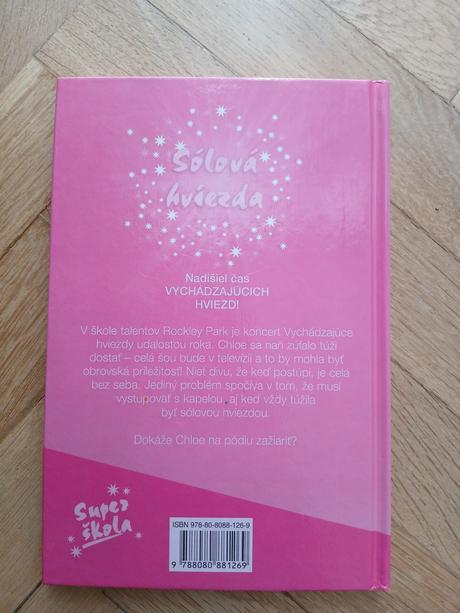 Sólová
hviezda
Nadišiel čas
VYCHÁDZAJÚCICH
HVIEZD!
V škole talentov Rockley Park je koncert Vychádzajúce
hviezdy udalosťou roka. Chloe sa naň zúfalo túži
dostať – celá šou bude v televízii a to by mohla byť
obrovská príležitosť! Niet divu, že keď postúpi, je celá
bez seba. Jediný problém spočíva v tom, že musí
vystupovať s kapelou, aj keď vždy túžila
byť sólovou hviezdou.
Dokáže Chloe na pódiu zažiariť?
Super
škola
ISBN 978-80-8088-126-9
9 788080 881269